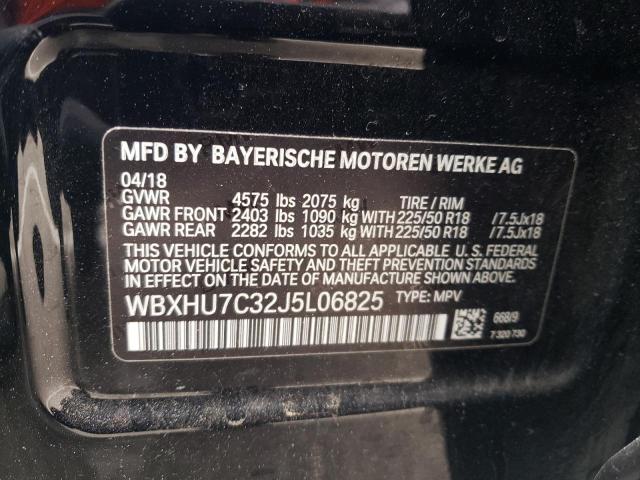 MFD BY BAYERISCHE MOTOREN WERKE AG
04/18
GVWR 4575 lbs 2075 kg TIRE / RIM
GAWR FRONT 2403 lbs 1090 kg WITH 225/50 R18 /7.5Jx18
GAWR REAR 2282 lbs 1035 kg WITH 225/50 R18 /7.5Jx18
THIS VEHICLE CONFORMS TO ALL APPLICABLE U. S. FEDERAL
MOTOR VEHICLE SAFETY AND THEFT PREVENTION STANDARDS
IN EFFECT ON THE DATE OF MANUFACTURE SHOWN ABOVE.
WBXHU7C32J5L06825 TYPE: MPV
668/9
7 320 730